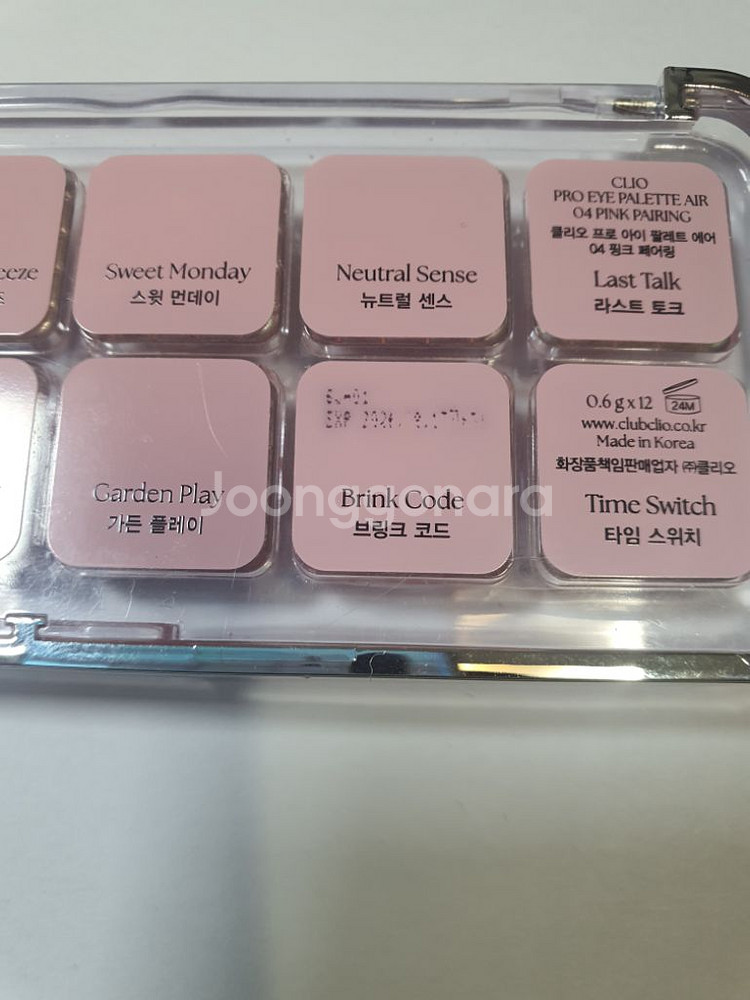 eeze
즈
Sweet Monday
스윗 먼데이
Neutral Sense
뉴트럴 센스
CLIO
PRO EYE PALETTE AIR
04 PINK PAIRING
클리오 프로 아이 팔레트 에어
04 핑크 페어링
Last Talk
라스트 토크
Garden Play
가든 플레이
EXP
Brink Code
브링크 코드
0.6 g x 12 24M
www.clubclio.co.kr
Made in Korea
화장품책임판매업자 ㈜클리오
Time Switch
타임 스위치
Joonggonara